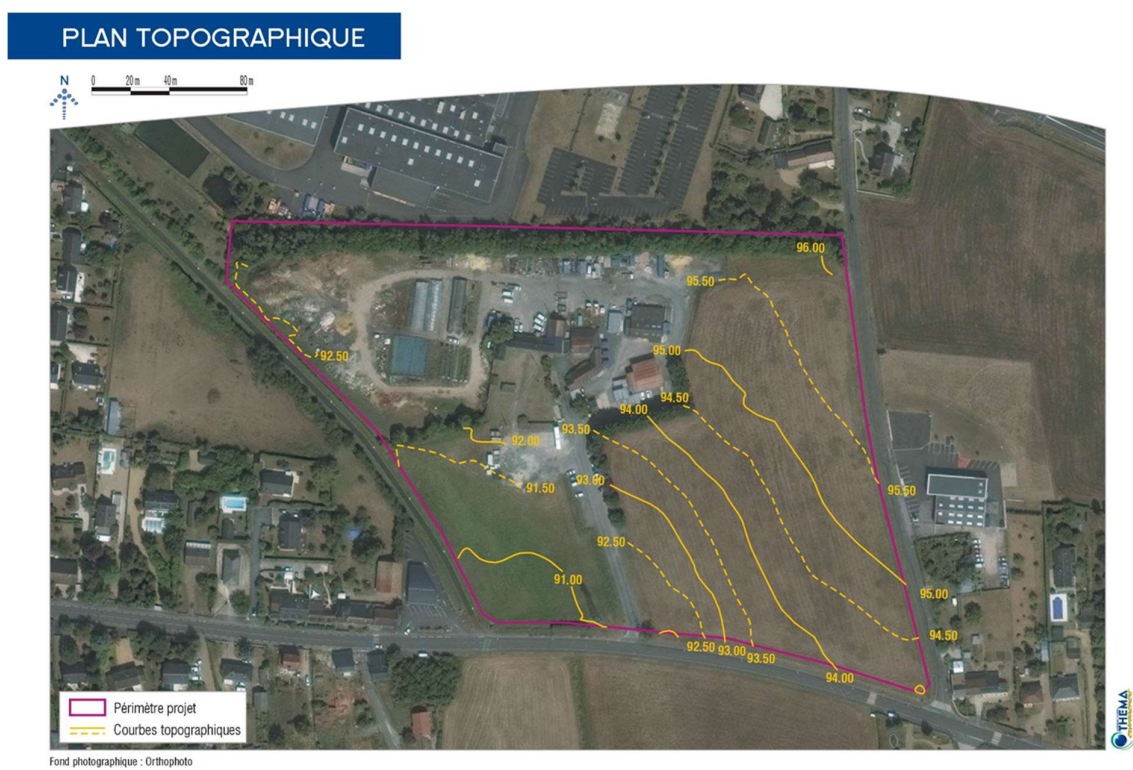 PLAN TOPOGRAPHIQUE
N
0 20 m 40 m 80 m
96.00
95.50
95.00
92.50
94.50
94.00
93.50
92.00
93.00
91.50
95.50
92.50
91.00
95.00
94.50
92.50 93.00 93.50
94.00
Périmètre projet
Courbes topographiques
THEMA
Fond photographique : Orthophoto